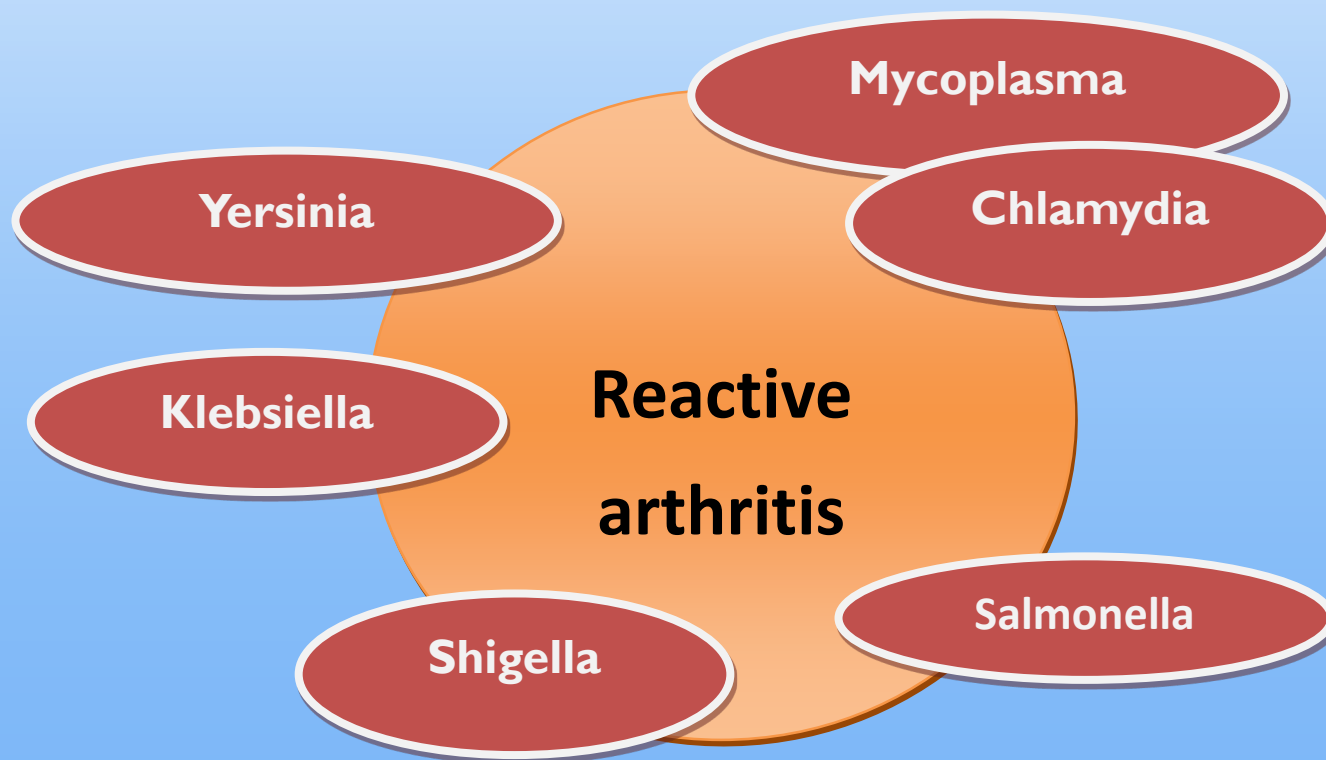 Mycoplasma
Chlamydia
Yersinia
Klebsiella
Reactive
arthritis
Salmonella
Shigella